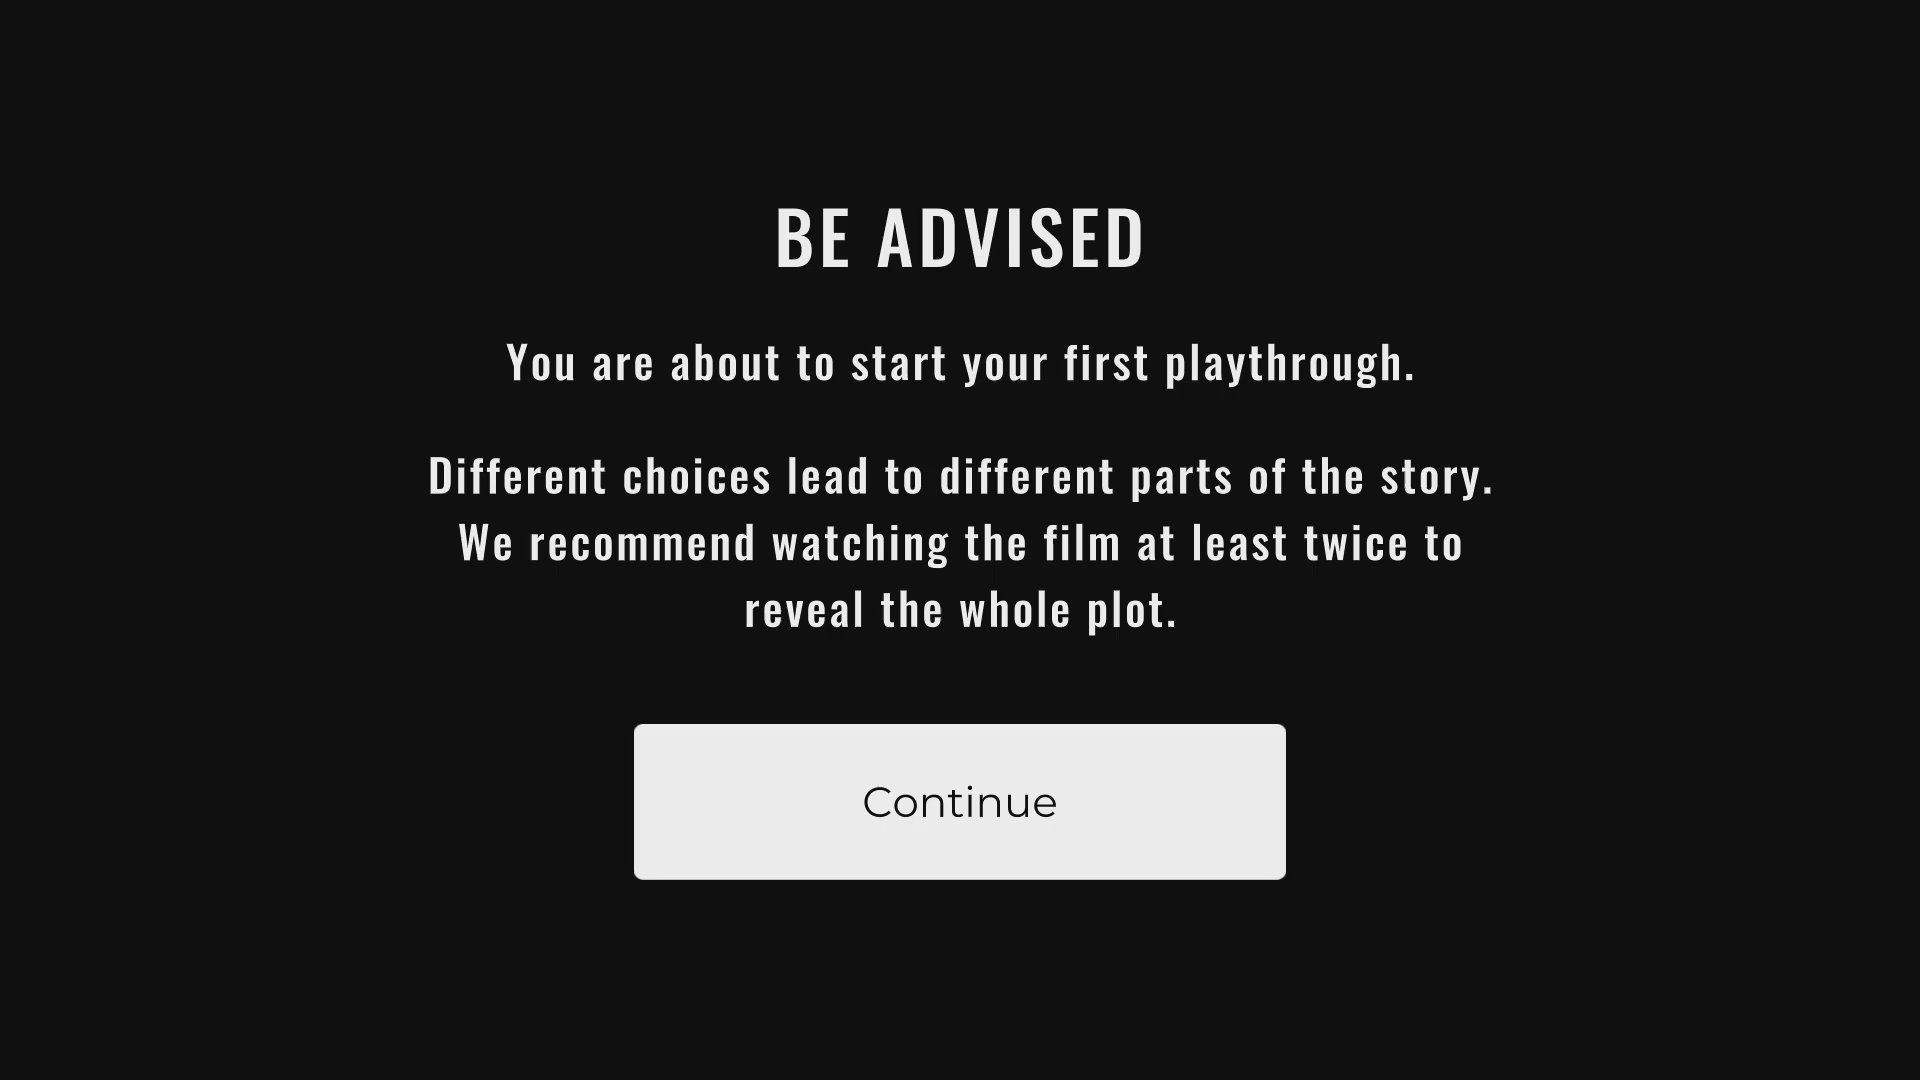 BE ADVISED
You are about to start your first playthrough.
Different choices lead to different parts of the story.
We recommend watching the film at least twice to
reveal the whole plot.
Continue